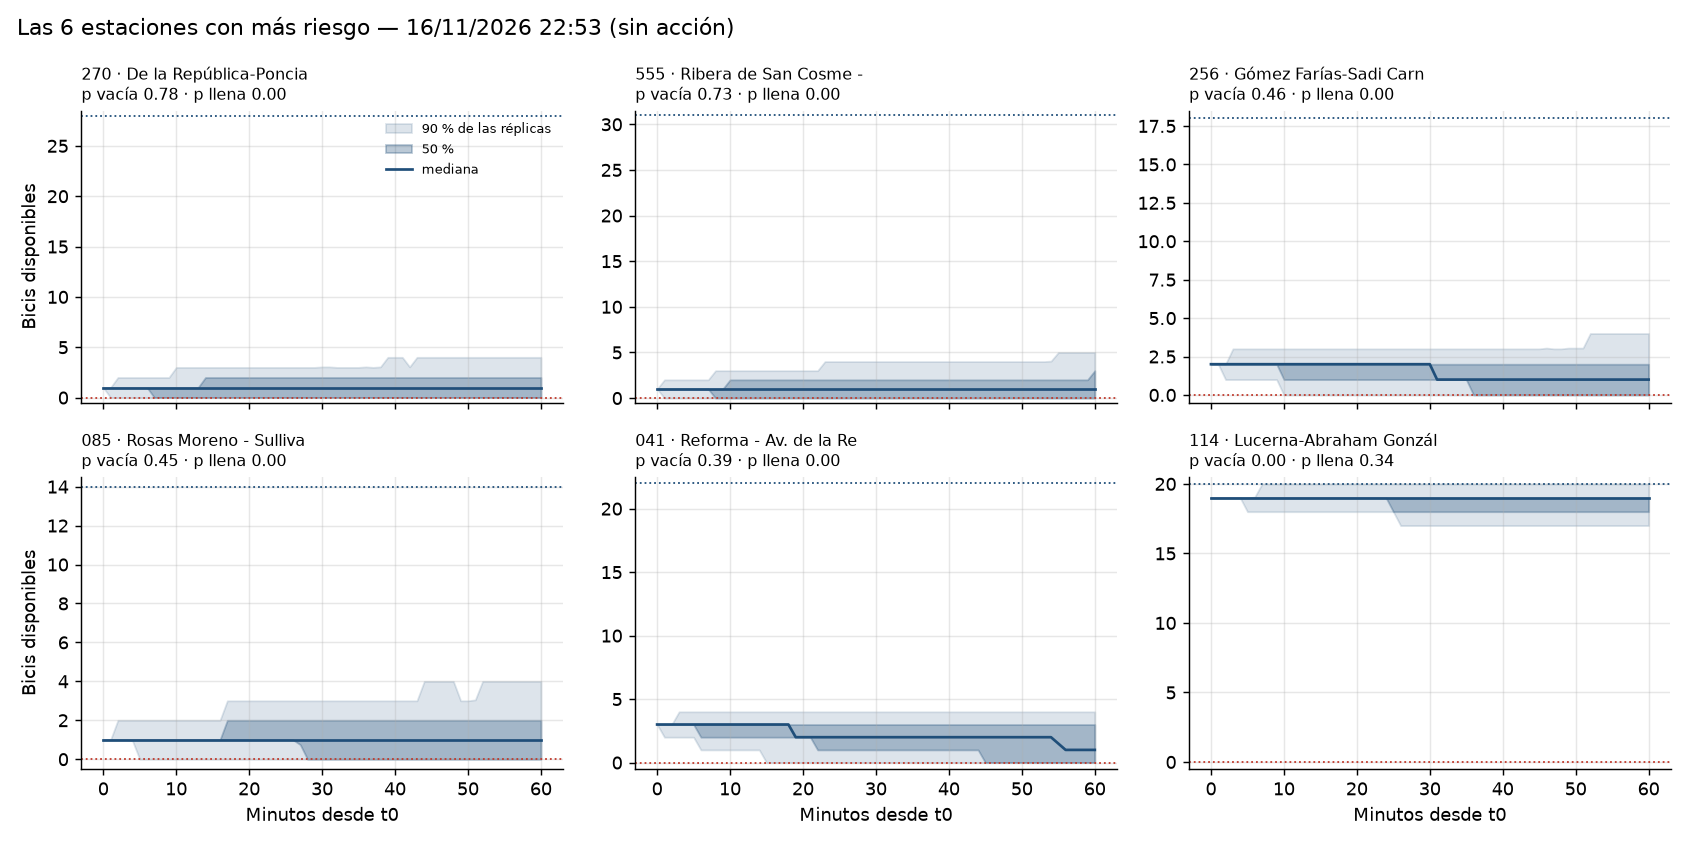 Las 6 estaciones con más riesgo — 16/11/2026 22:53 (sin acción)
270 · De la República-Poncia
p vacía 0.78 · p llena 0.00
90 % de las réplicas
50 %
mediana
Bicis disponibles
25
20
15
10
5
0
555 · Ribera de San Cosme -
p vacía 0.73 · p llena 0.00
30
25
20
15
10
5
0
256 · Gómez Farías-Sadi Carn
p vacía 0.46 · p llena 0.00
17.5
15.0
12.5
10.0
7.5
5.0
2.5
0.0
085 · Rosas Moreno - Sulliva
p vacía 0.45 · p llena 0.00
Bicis disponibles
14
12
10
8
6
4
2
0
0 10 20 30 40 50 60
Minutos desde t0
041 · Reforma - Av. de la Re
p vacía 0.39 · p llena 0.00
20
15
10
5
0
0 10 20 30 40 50 60
Minutos desde t0
114 · Lucerna-Abraham Gonzál
p vacía 0.00 · p llena 0.34
20
15
10
5
0
0 10 20 30 40 50 60
Minutos desde t0